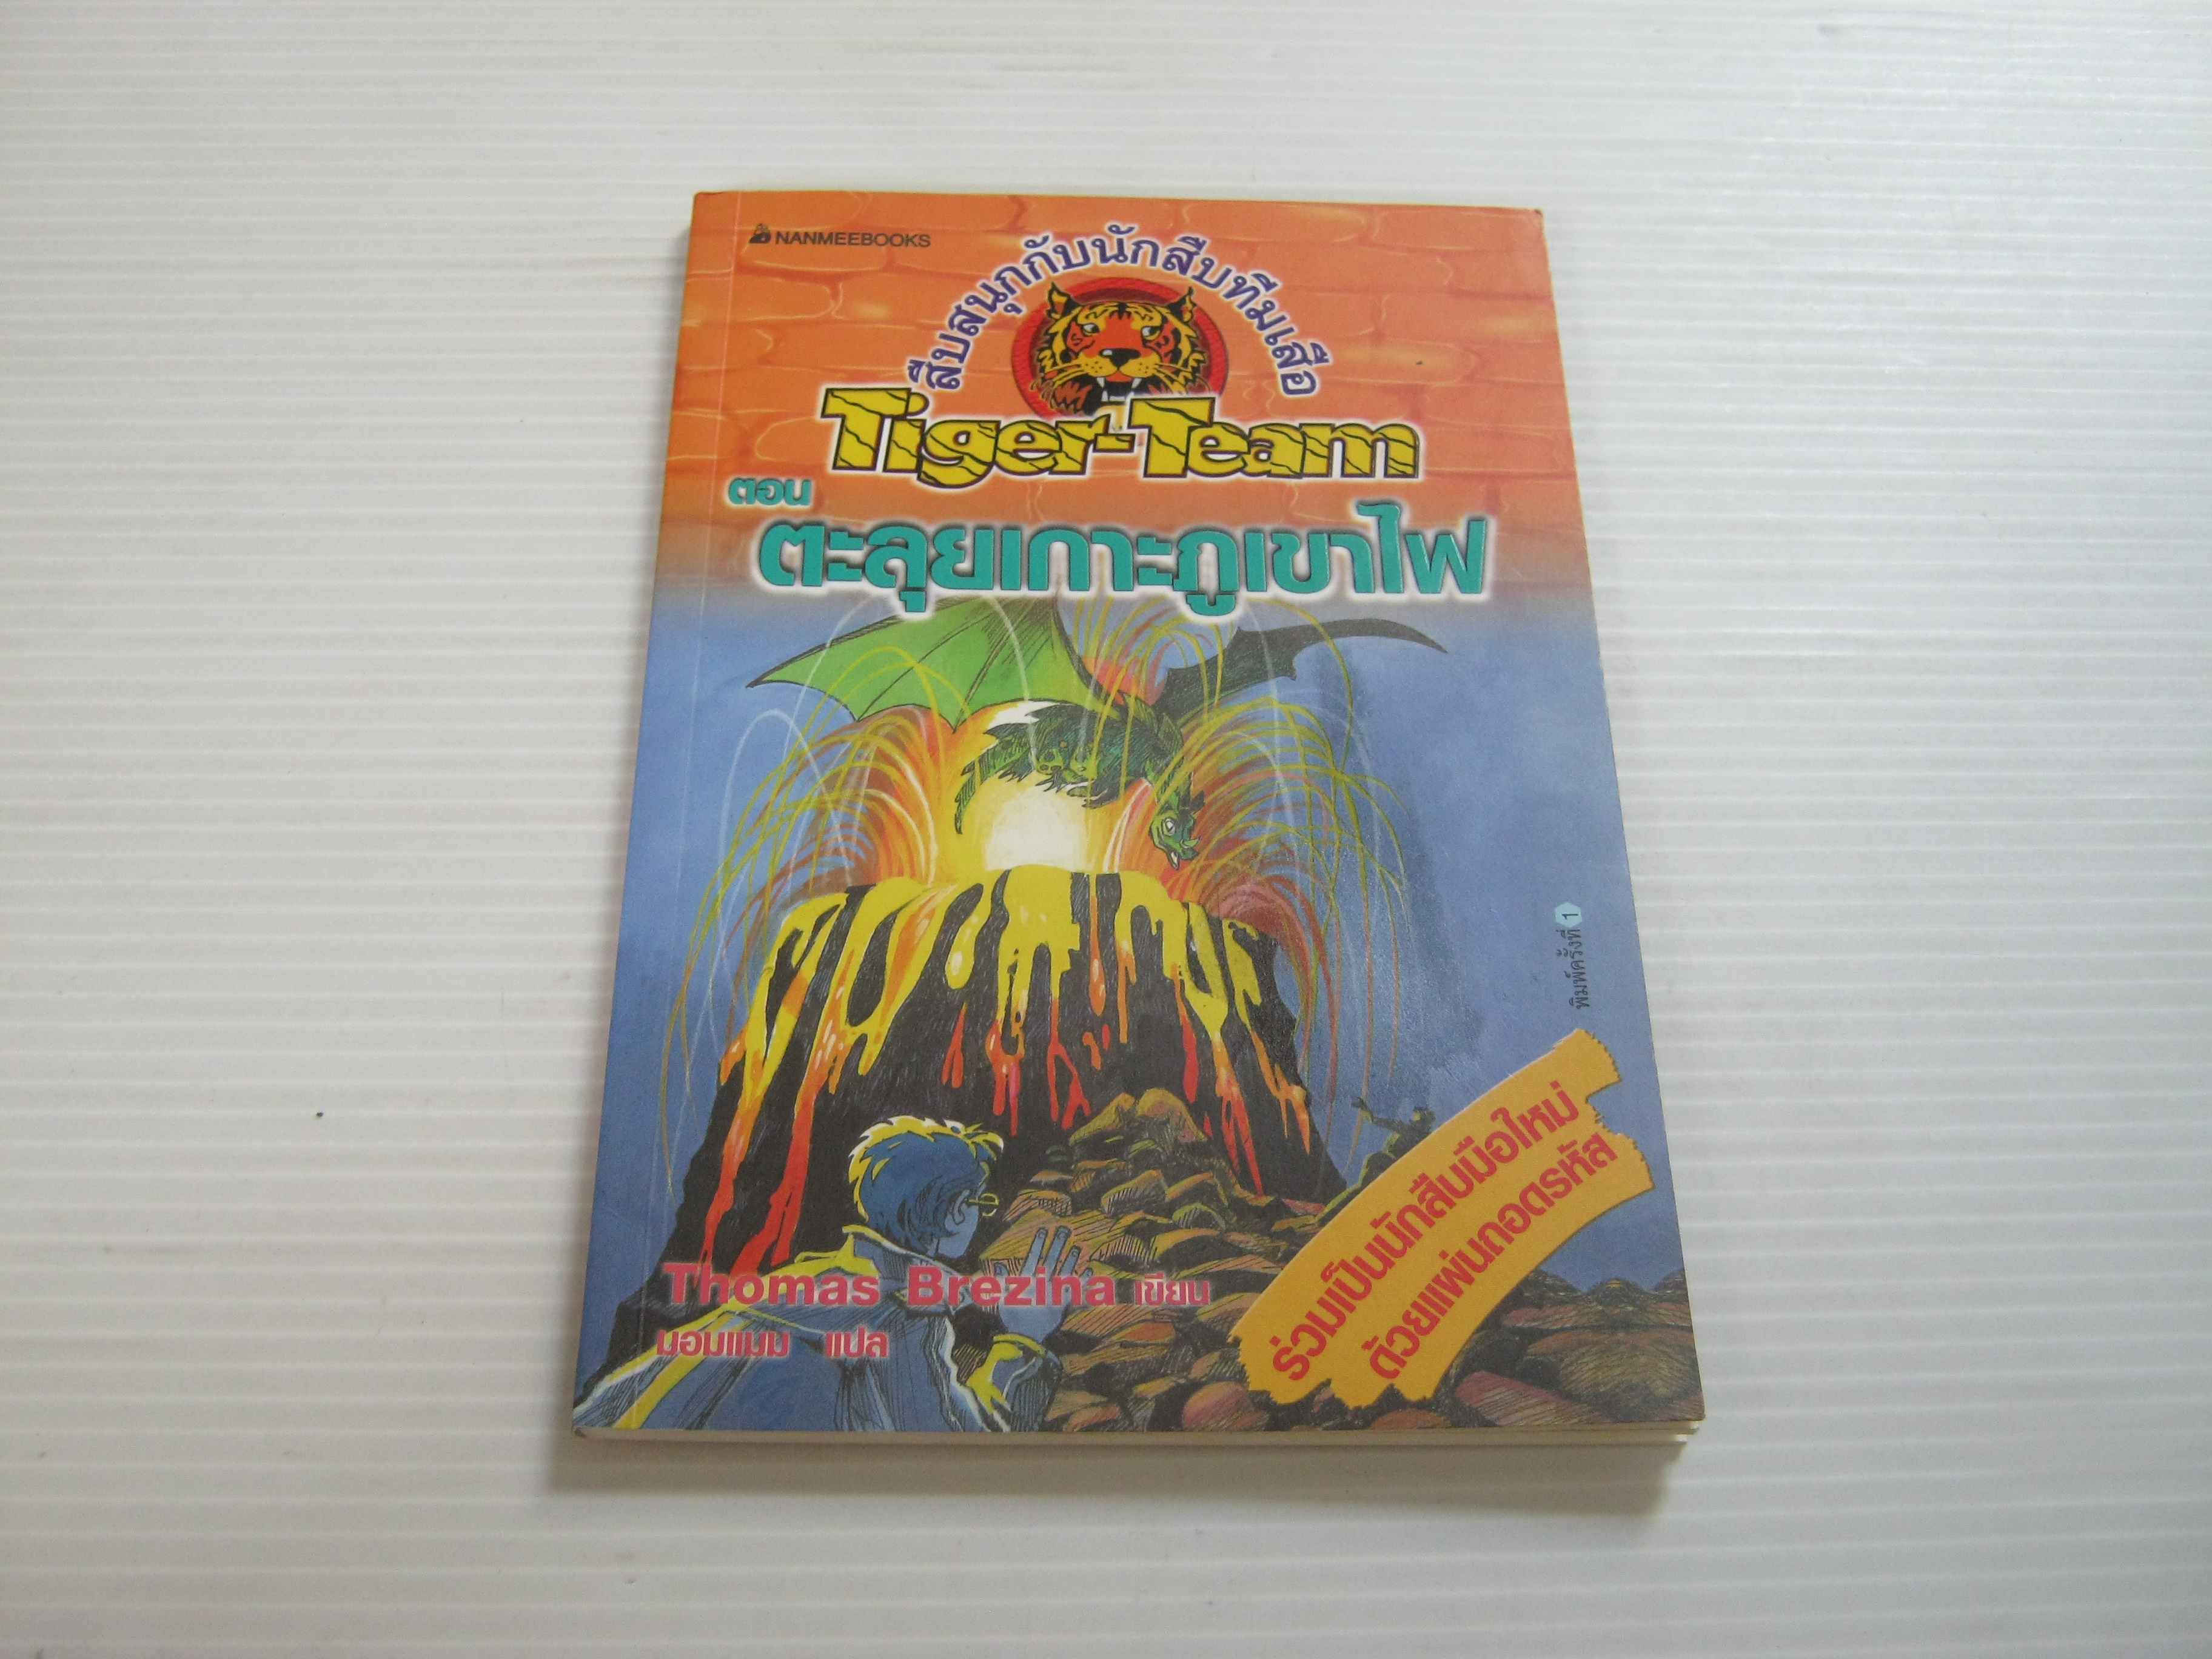 NANMEEBOOKS
สืบสนุกกับนักสืบทีมเสือ
Tiger-Team
ตอน
ตะลุยเกาะภูเขาไฟ
พิมพ์ครั้งที่ 1
ร่วมเป็นนักสืบมือใหม่
ด้วยแผ่นถอดรหัส
Thomas Brezina เขียน
มอมแมม แปล